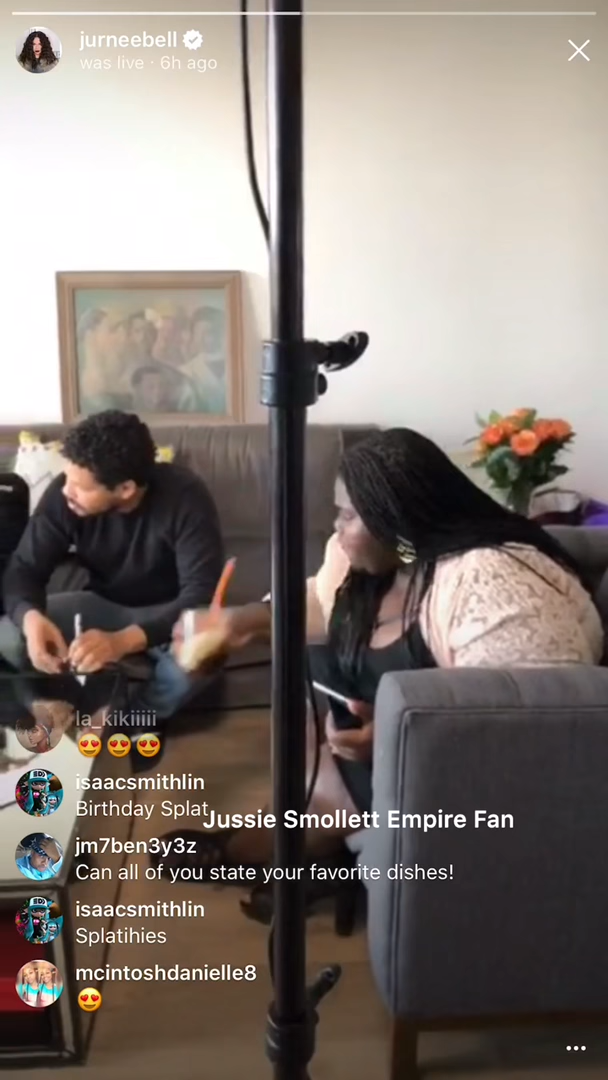 jurneebell
was live · 6h ago
la_kikiiiii
😍😍😍
isaacsmithlin
Birthday Splat
Jussie Smollett Empire Fan
jm7ben3y3z
Can all of you state your favorite dishes!
isaacsmithlin
Splatihies
mcintoshdanielle8
😍